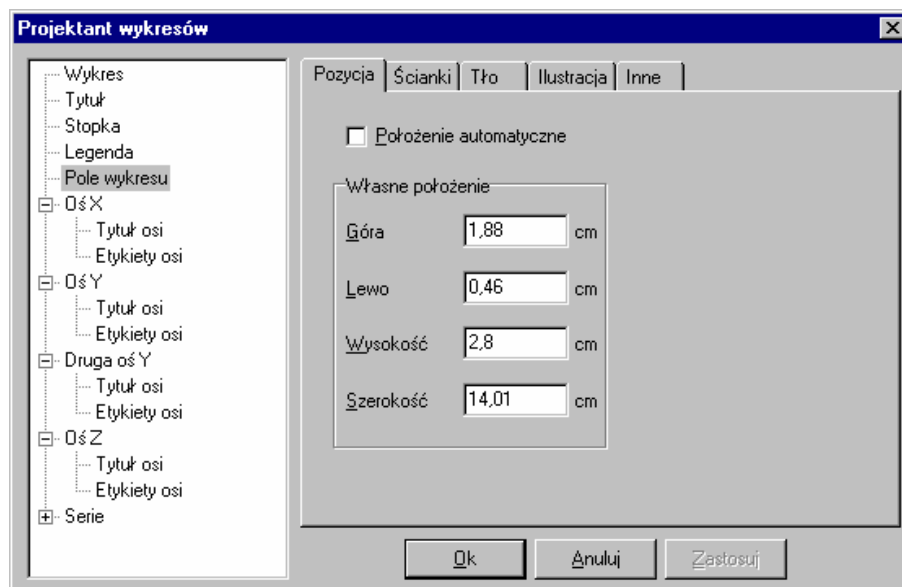 Projektant wykresów
Wykres
Tytuł
Stopka
Legenda
Pole wykresu
Oś X
Tytuł osi
Etykiety osi
Oś Y
Tytuł osi
Etykiety osi
Druga oś Y
Tytuł osi
Etykiety osi
Oś Z
Tytuł osi
Etykiety osi
Serie
Pozycja Ścianki Tło Ilustracja Inne
Położenie automatyczne
Własne położenie
Góra 1,88 cm
Lewo 0,46 cm
Wysokość 2,8 cm
Szerokość 14,01 cm
Ok Anuluj Zastosuj